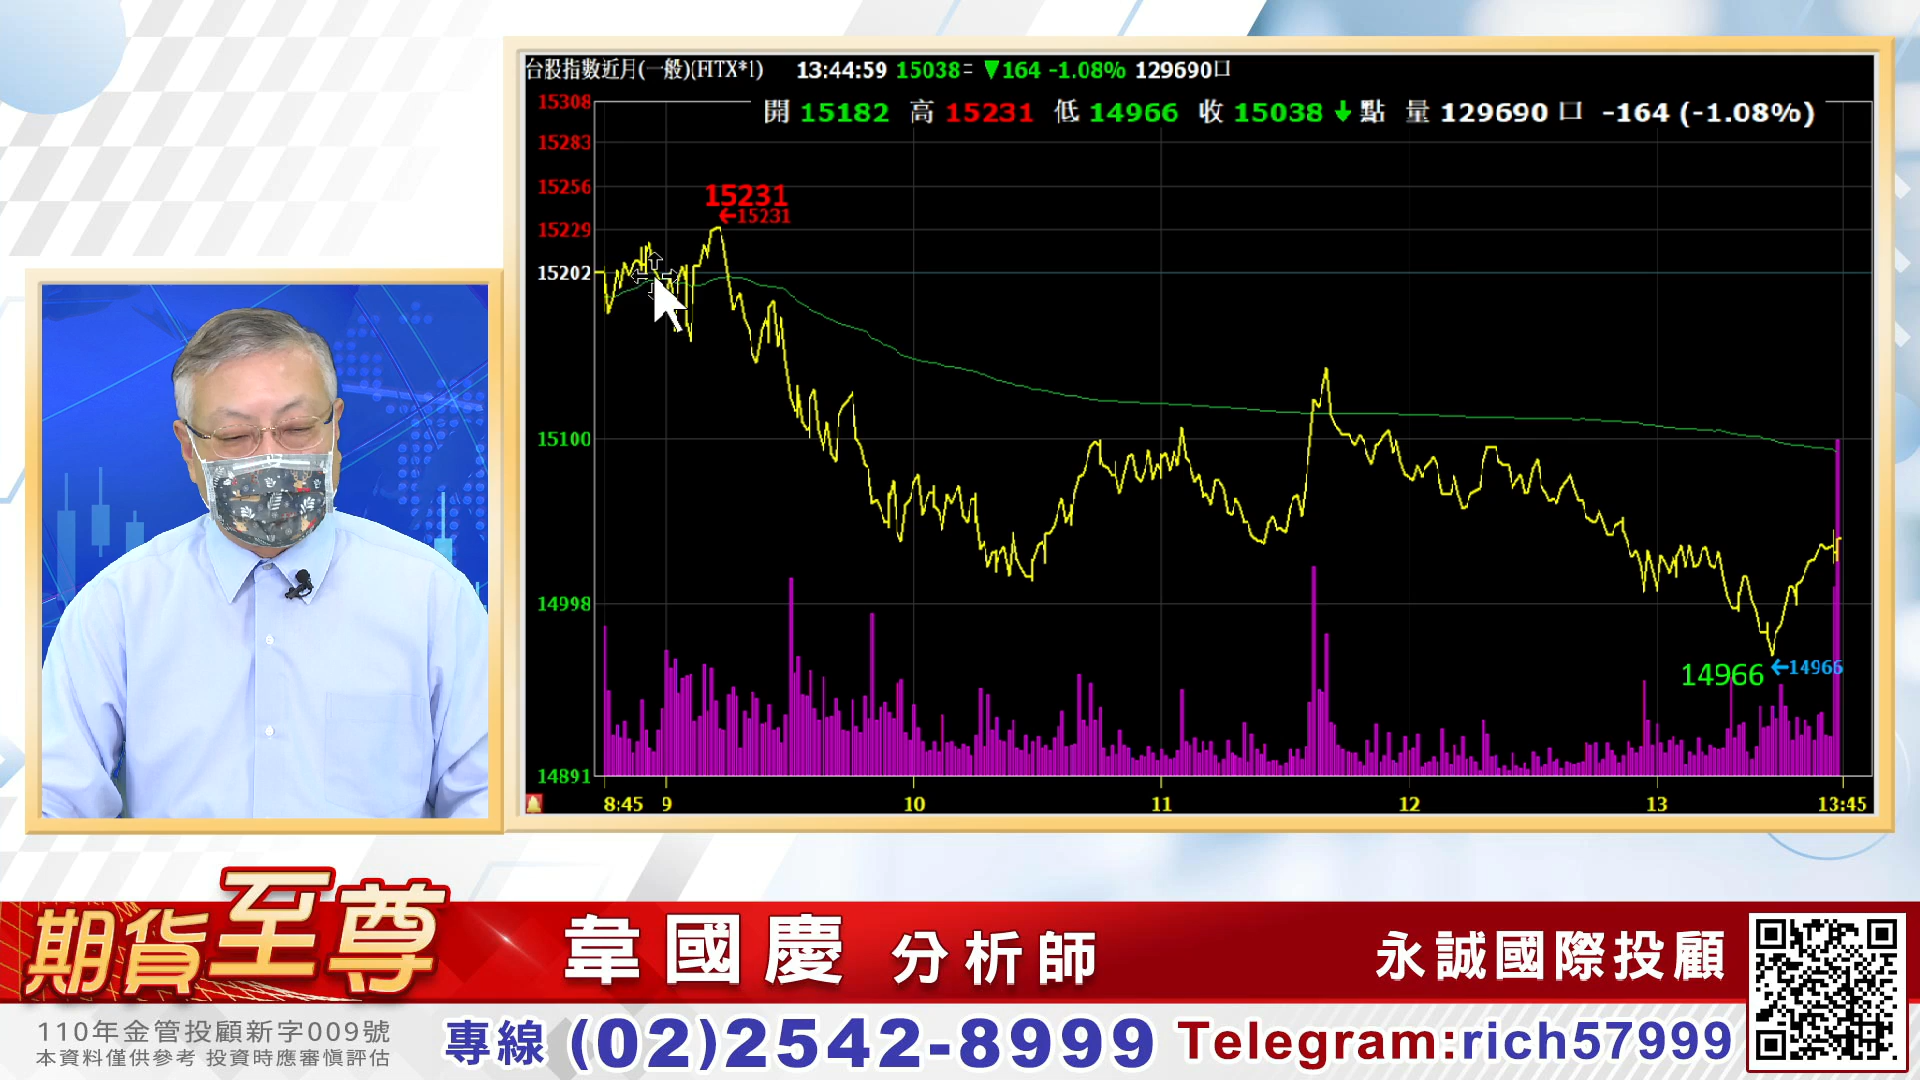 台股指數近月(一般)(FITX*1) 13:44:59 15038= ▼164 -1.08% 129690口
開 15182 高 15231 低 14966 收 15038 ↓ 點 量 129690 口 -164 (-1.08%)
15308
15283
15256
15229
15202
15100
14998
14891
15231
←15231
14966 ←14966
8:45 9 10 11 12 13 13:45
期貨至尊
韋國慶 分析師
永誠國際投顧
110年金管投顧新字009號
本資料僅供參考 投資時應審慎評估
專線 (02)2542-8999 Telegram:rich57999